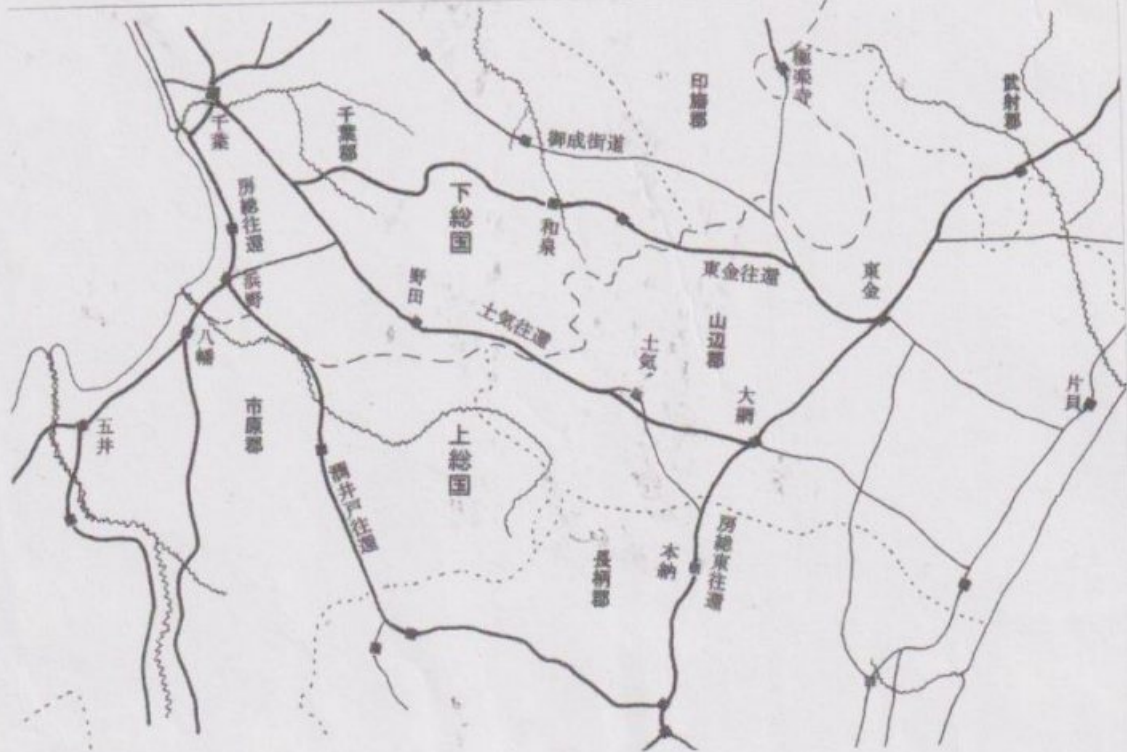 千葉
千葉郡
印旛郡
極楽寺
武射郡
御成街道
下総国
和泉
房総往還
浜野
東金往還
東金
野田
土気往還
土気
山辺郡
八幡
大網
片貝
五井
市原郡
上総国
潤井戸往還
長柄郡
本納
房総東往還